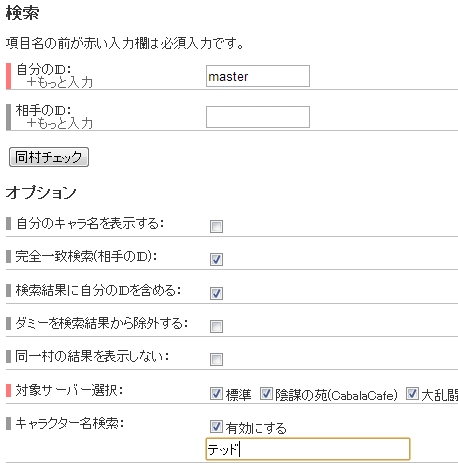 検索
項目名の前が赤い入力欄は必須入力です。
自分のID: master
+もっと入力
相手のID:
+もっと入力
同村チェック
オプション
自分のキャラ名を表示する:
完全一致検索(相手のID):
検索結果に自分のIDを含める:
ダミーを検索結果から除外する:
同一村の結果を表示しない:
対象サーバー選択: 標準 陰謀の苑(CabalaCafe) 大乱闘
キャラクター名検索: 有効にする
テッド